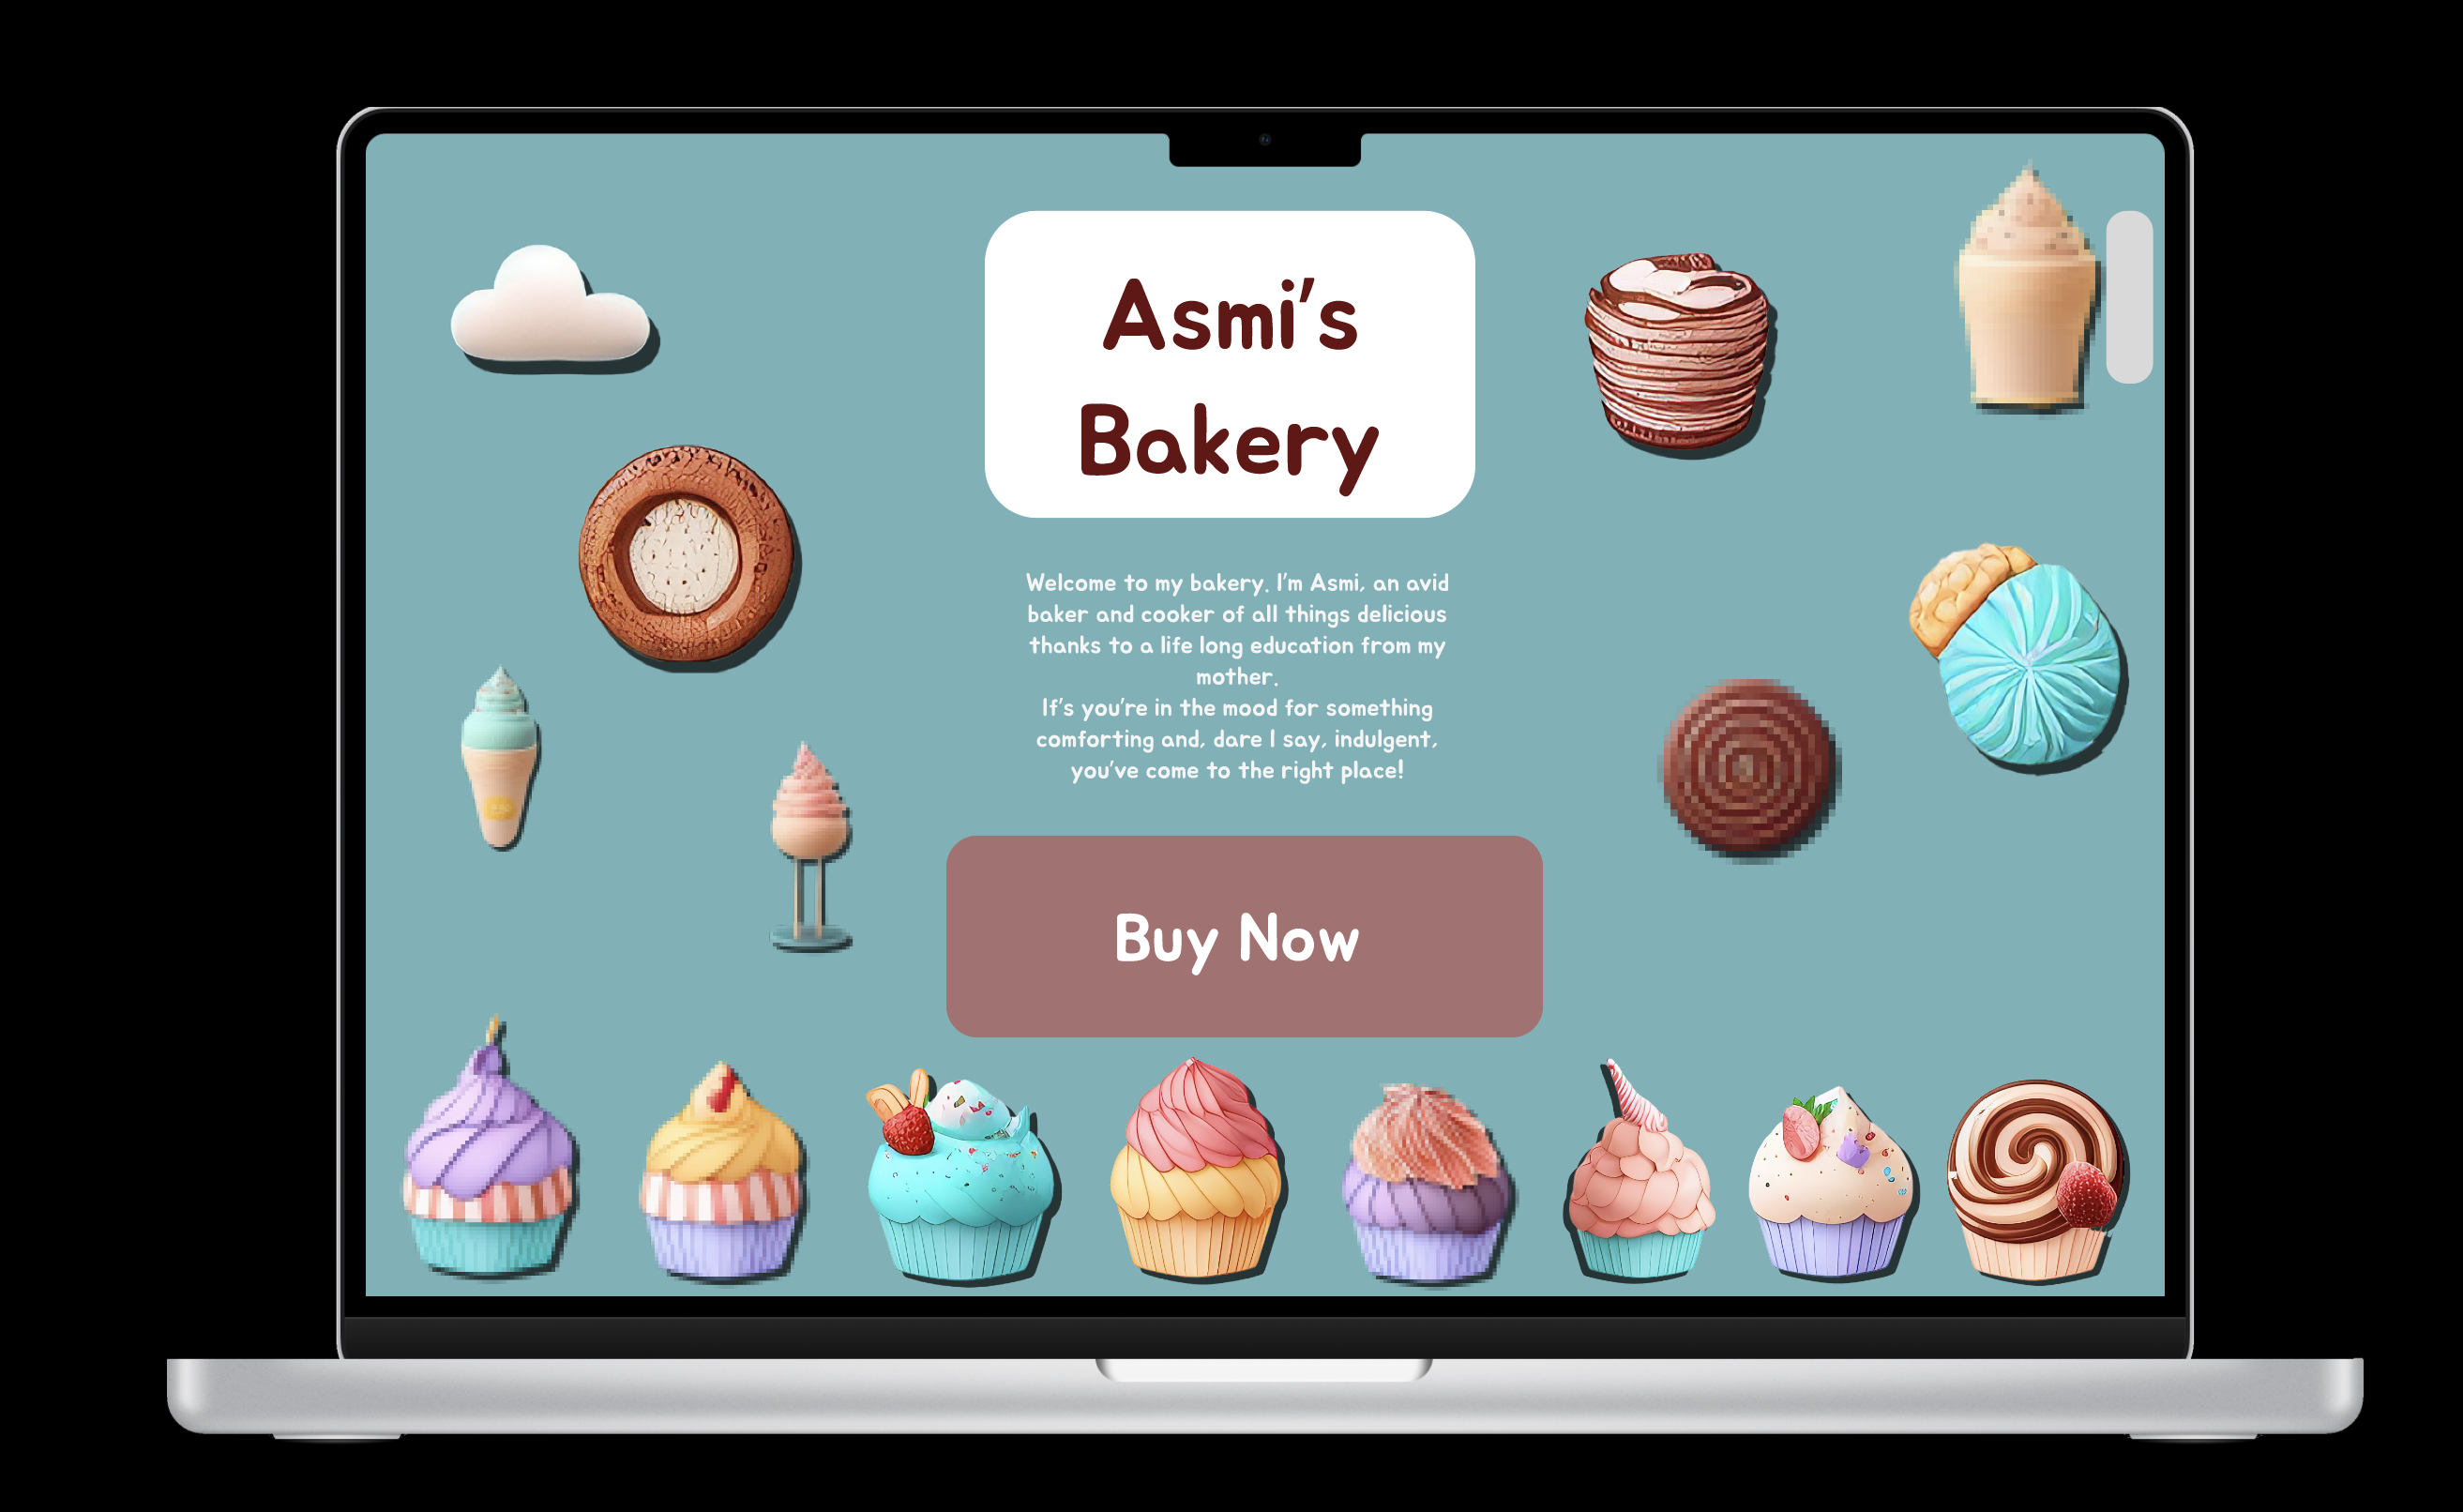 Asmi's
Bakery
Welcome to my bakery. I'm Asmi, an avid
baker and cooker of all things delicious
thanks to a life long education from my
mother.
If's you're in the mood for something
comforting and, dare I say, indulgent,
you've come to the right place!
Buy Now